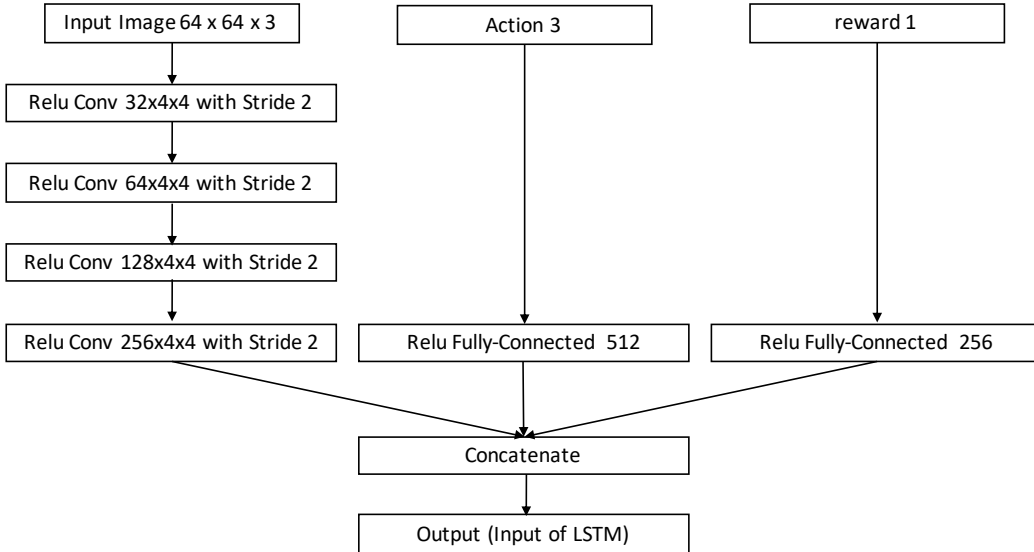 Input Image 64 x 64 x 3
Action 3
reward 1
Relu Conv 32x4x4 with Stride 2
Relu Conv 64x4x4 with Stride 2
Relu Conv 128x4x4 with Stride 2
Relu Conv 256x4x4 with Stride 2
Relu Fully-Connected 512
Relu Fully-Connected 256
Concatenate
Output (Input of LSTM)